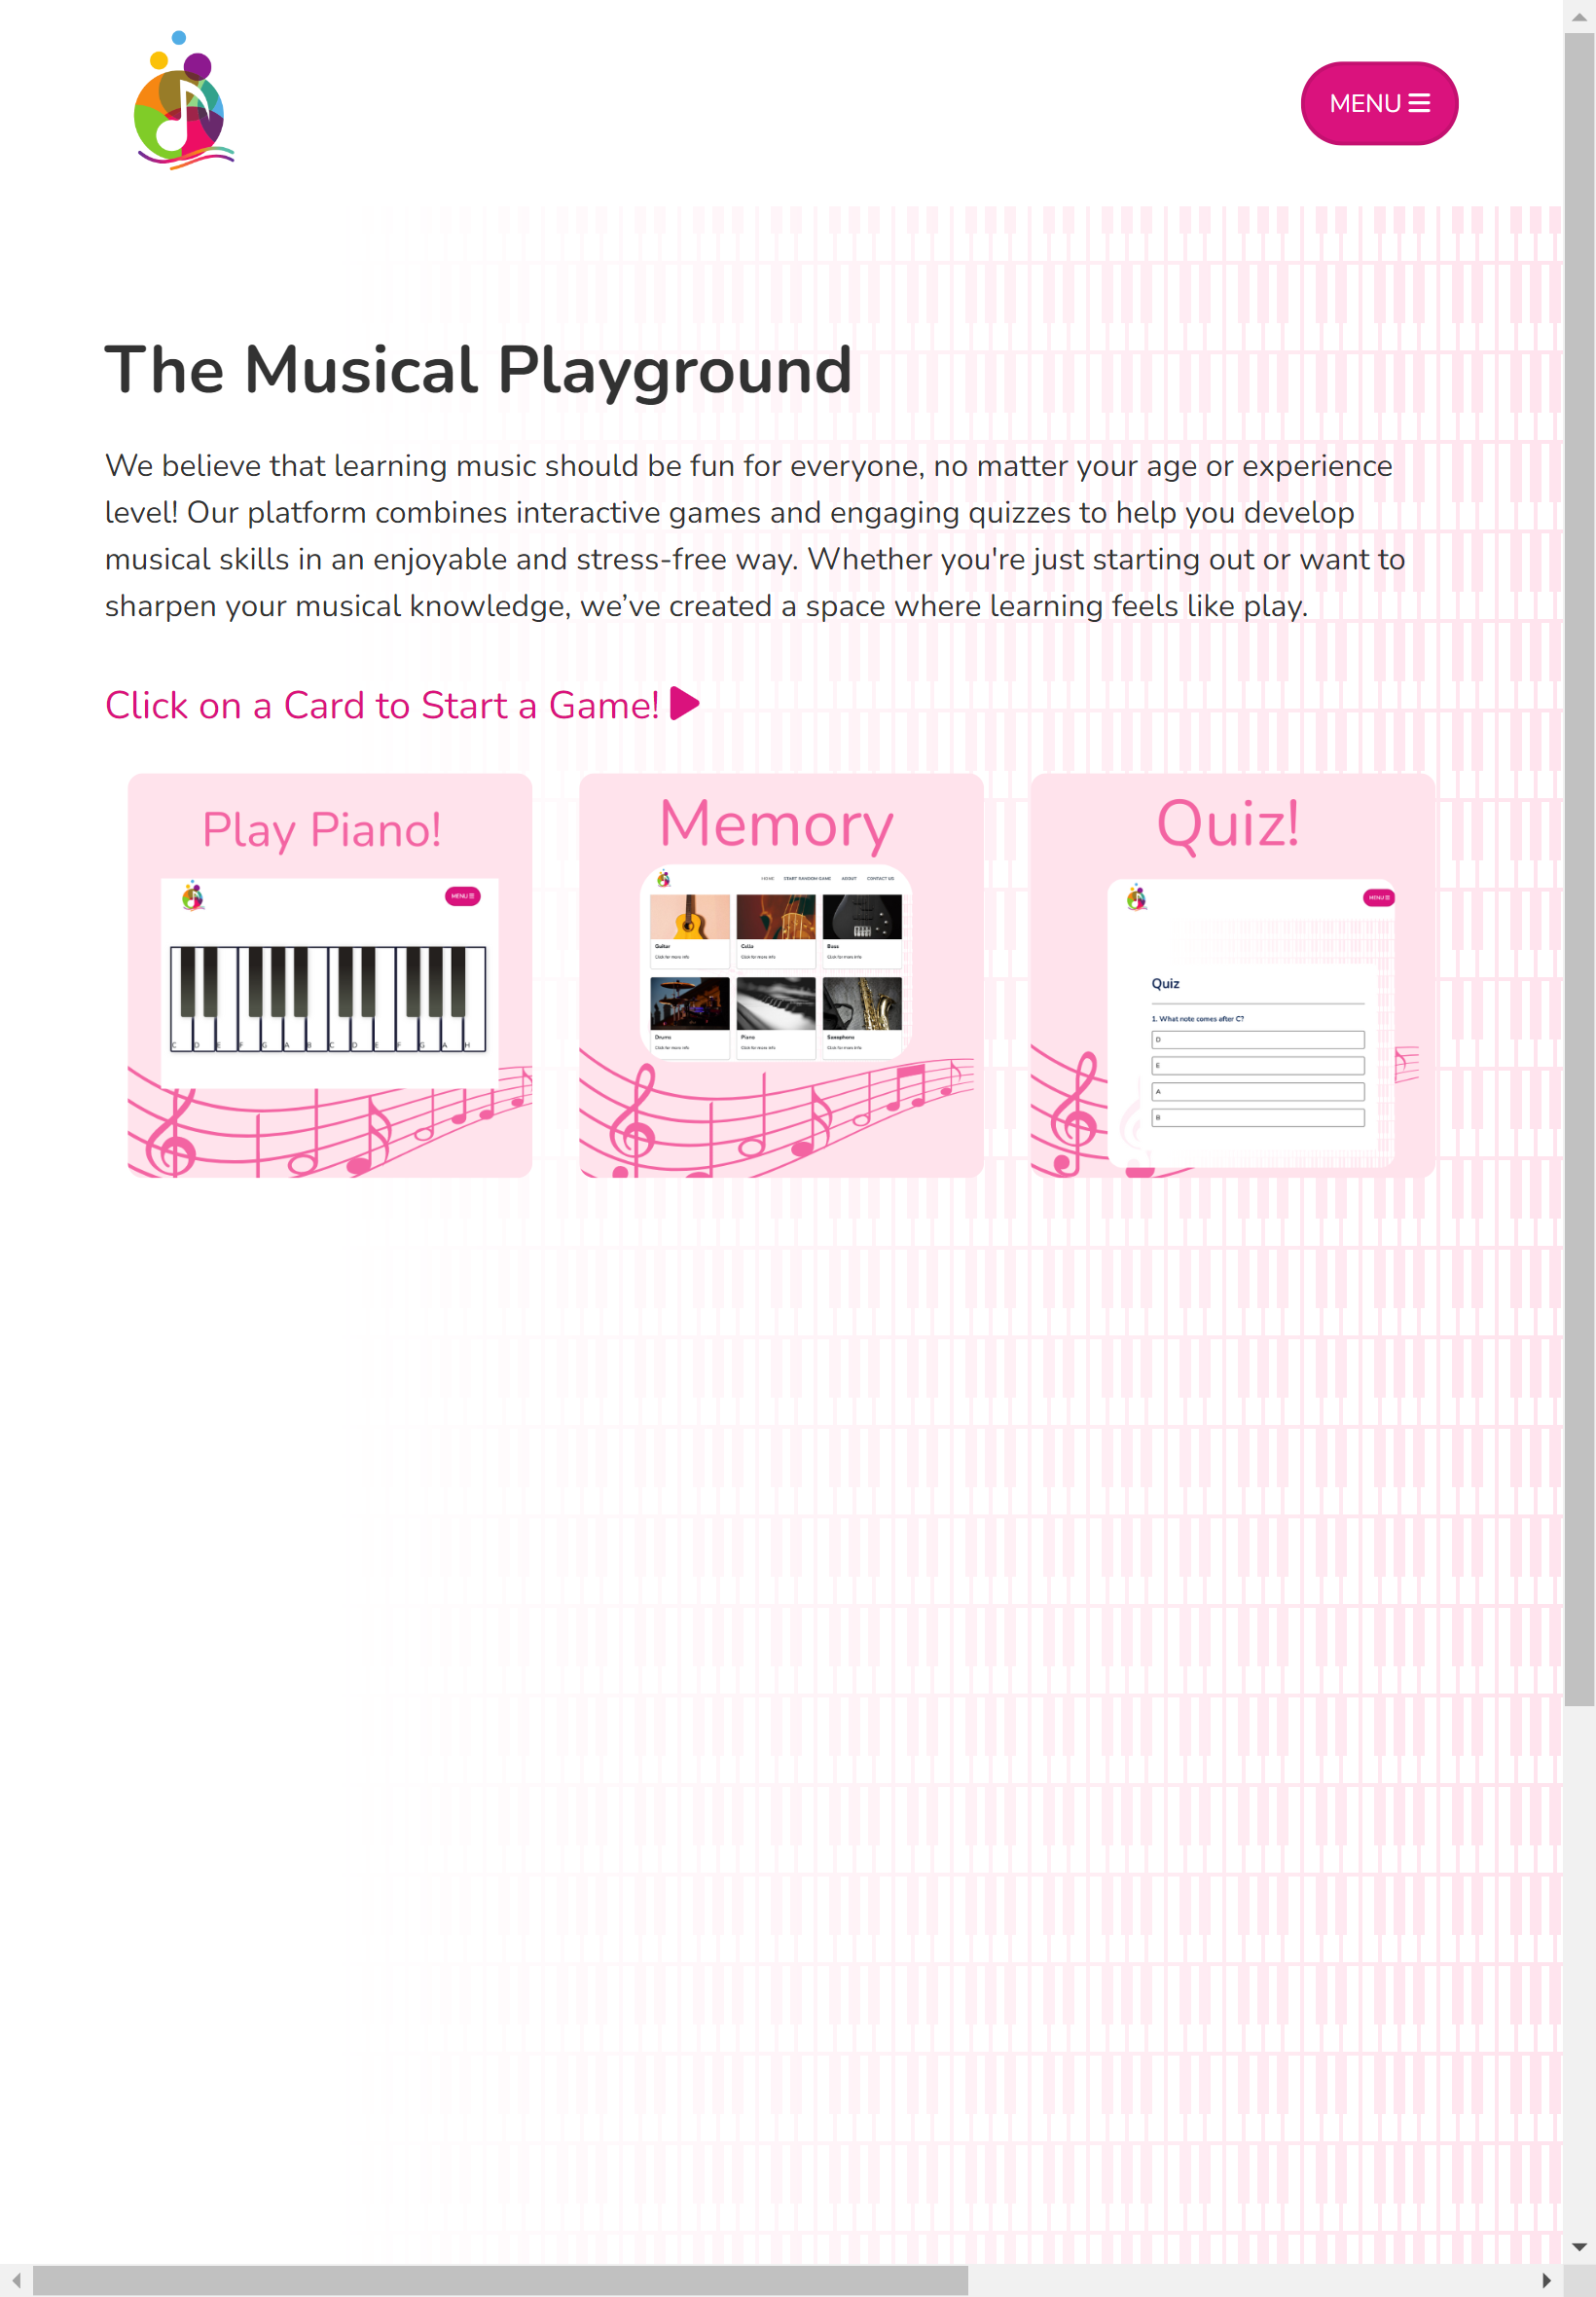 MENU
The Musical Playground
We believe that learning music should be fun for everyone, no matter your age or experience
level! Our platform combines interactive games and engaging quizzes to help you develop
musical skills in an enjoyable and stress-free way. Whether you're just starting out or want to
sharpen your musical knowledge, we’ve created a space where learning feels like play.
Click on a Card to Start a Game!
Play Piano!
MENU
C D E F G A B C D E F G A H
Memory
HOME START RANDOM GAME ABOUT CONTACT US
Guitar Cello Bass
Click for more info Click for more info Click for more info
Drums Piano Saxophone
Click for more info Click for more info Click for more info
Quiz!
MENU
Quiz
1. What note comes after C?
D
E
A
B